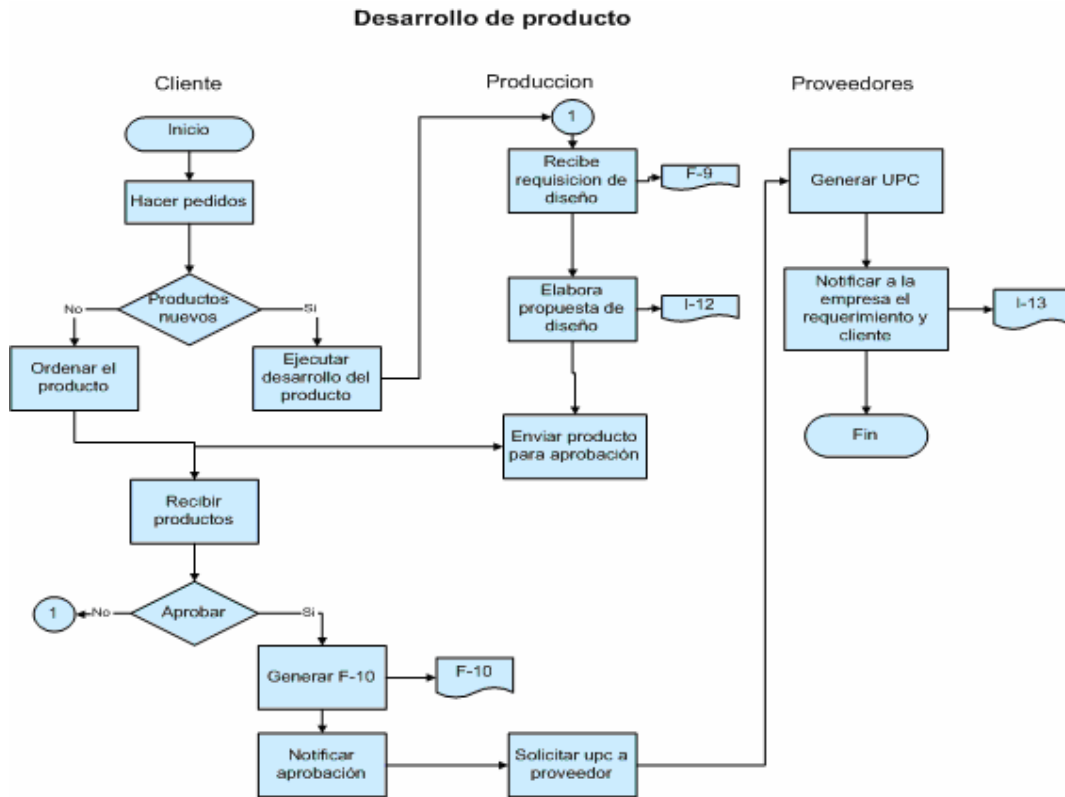 Desarrollo de producto
Cliente
Produccion
Proveedores
Inicio
1
Hacer pedidos
Recibe
requisicion de
diseño
F-9
Generar UPC
Productos
nuevos
No
Si
Elabora
propuesta de
diseño
I-12
Notificar a la
empresa el
requerimiento y
cliente
I-13
Ordenar el
producto
Ejecutar
desarrollo del
producto
Enviar producto
para aprobación
Fin
Recibir
productos
1
No
Aprobar
Si
Generar F-10
F-10
Notificar
aprobación
Solicitar upc a
proveedor